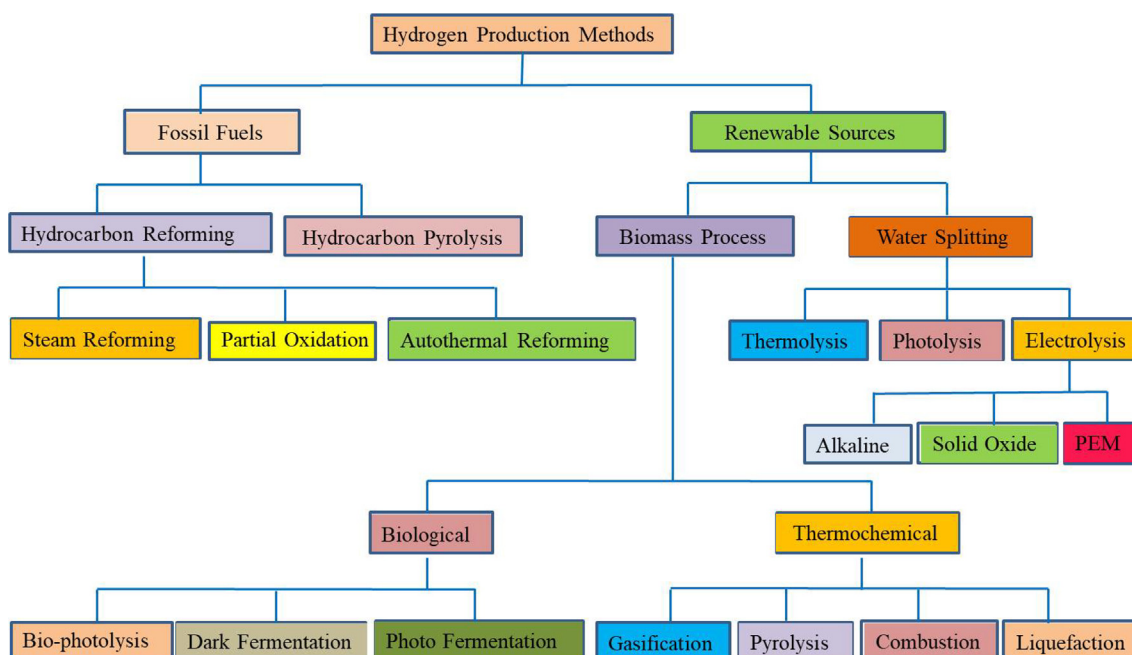 Hydrogen Production Methods
Fossil Fuels
Renewable Sources
Hydrocarbon Reforming
Hydrocarbon Pyrolysis
Biomass Process
Water Splitting
Steam Reforming
Partial Oxidation
Autothermal Reforming
Thermolysis
Photolysis
Electrolysis
Alkaline
Solid Oxide
PEM
Biological
Thermochemical
Bio-photolysis
Dark Fermentation
Photo Fermentation
Gasification
Pyrolysis
Combustion
Liquefaction